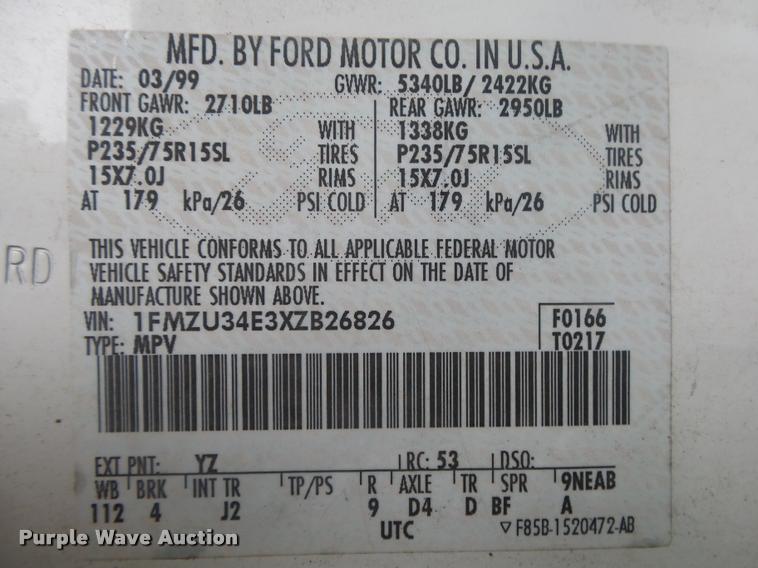 MFD. BY FORD MOTOR CO. IN U.S.A.
DATE: 03/99 GVWR: 5340LB/ 2422KG
FRONT GAWR: 2710LB REAR GAWR: 2950LB
1229KG WITH 1338KG WITH
P235/75R15SL TIRES P235/75R15SL TIRES
15X7.0J RIMS 15X7.0J RIMS
AT 179 kPa/26 PSI COLD AT 179 kPa/26 PSI COLD
THIS VEHICLE CONFORMS TO ALL APPLICABLE FEDERAL MOTOR
RD
VEHICLE SAFETY STANDARDS IN EFFECT ON THE DATE OF
MANUFACTURE SHOWN ABOVE.
VIN: 1FMZU34E3XZB26826 F0166
TYPE: MPV T0217
EXT PNT: YZ RC: 53 DSO:
WB BRK INT TR TP/PS R AXLE TR SPR 9NEAB
112 4 J2 9 D4 D BF A
UTC ▽ F85B-1520472-AB
Purple Wave Auction